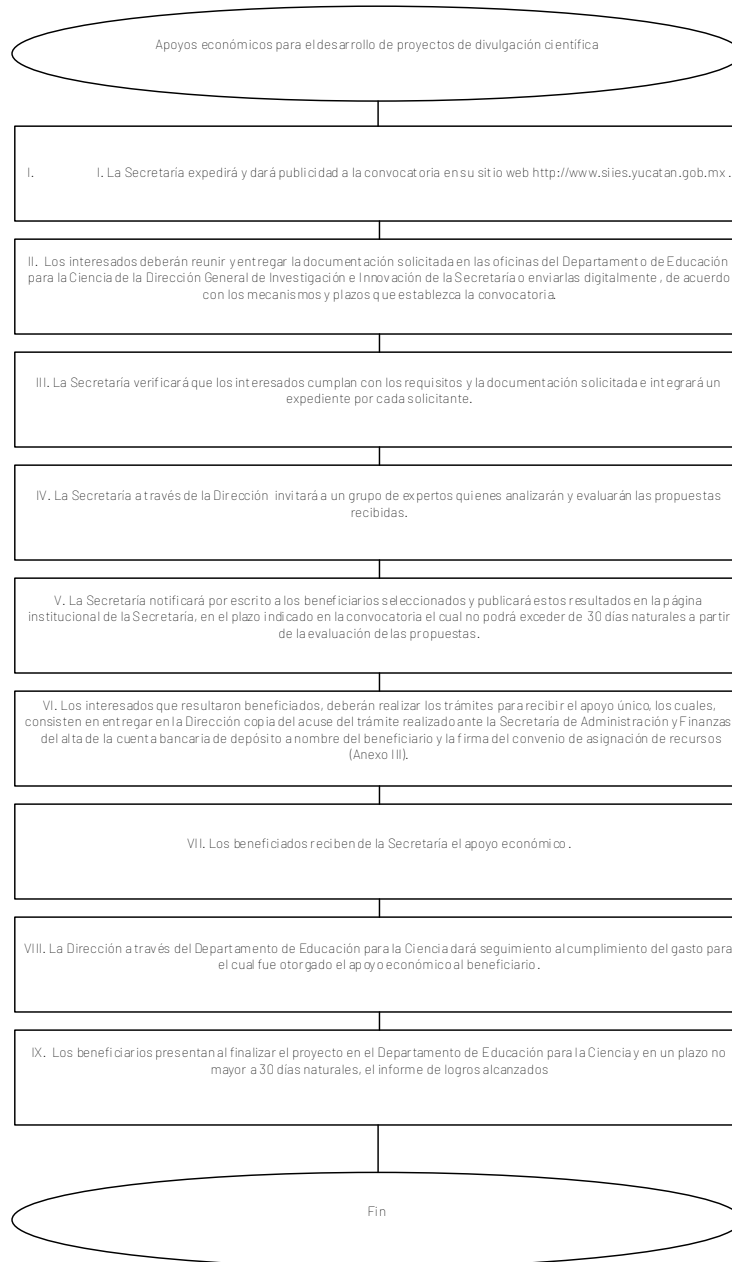 Apoyos económicos para el desarrollo de proyectos de divulgación científica
I. I. La Secretaría expedirá y dará publicidad a la convocatoria en su sitio web http://www.siies.yucatan.gob.mx .
II. Los interesados deberán reunir y entregar la documentación solicitada en las oficinas del Departamento de Educación
para la Ciencia de la Dirección General de Investigación e Innovación de la Secretaría o enviarlas digitalmente , de acuerdo
con los mecanismos y plazos que establezca la convocatoria.
III. La Secretaría verificará que los interesados cumplan con los requisitos y la documentación solicitada e integrará un
expediente por cada solicitante.
IV. La Secretaría a través de la Dirección invitará a un grupo de expertos quienes analizarán y evaluarán las propuestas
recibidas.
V. La Secretaría notificará por escrito a los beneficiarios seleccionados y publicará estos resultados en la página
institucional de la Secretaría, en el plazo indicado en la convocatoria el cual no podrá exceder de 30 días naturales a partir
de la evaluación de las propuestas.
VI. Los interesados que resultaron beneficiados, deberán realizar los trámites para recibir el apoyo único, los cuales,
consisten en entregar en la Dirección copia del acuse del trámite realizado ante la Secretaría de Administración y Finanzas
del alta de la cuenta bancaria de depósito a nombre del beneficiario y la firma del convenio de asignación de recursos
(Anexo III).
VII. Los beneficiados reciben de la Secretaría el apoyo económico .
VIII. La Dirección a través del Departamento de Educación para la Ciencia dará seguimiento al cumplimiento del gasto para
el cual fue otorgado el apoyo económico al beneficiario .
IX. Los beneficiarios presentan al finalizar el proyecto en el Departamento de Educación para la Ciencia y en un plazo no
mayor a 30 días naturales, el informe de logros alcanzados
Fin